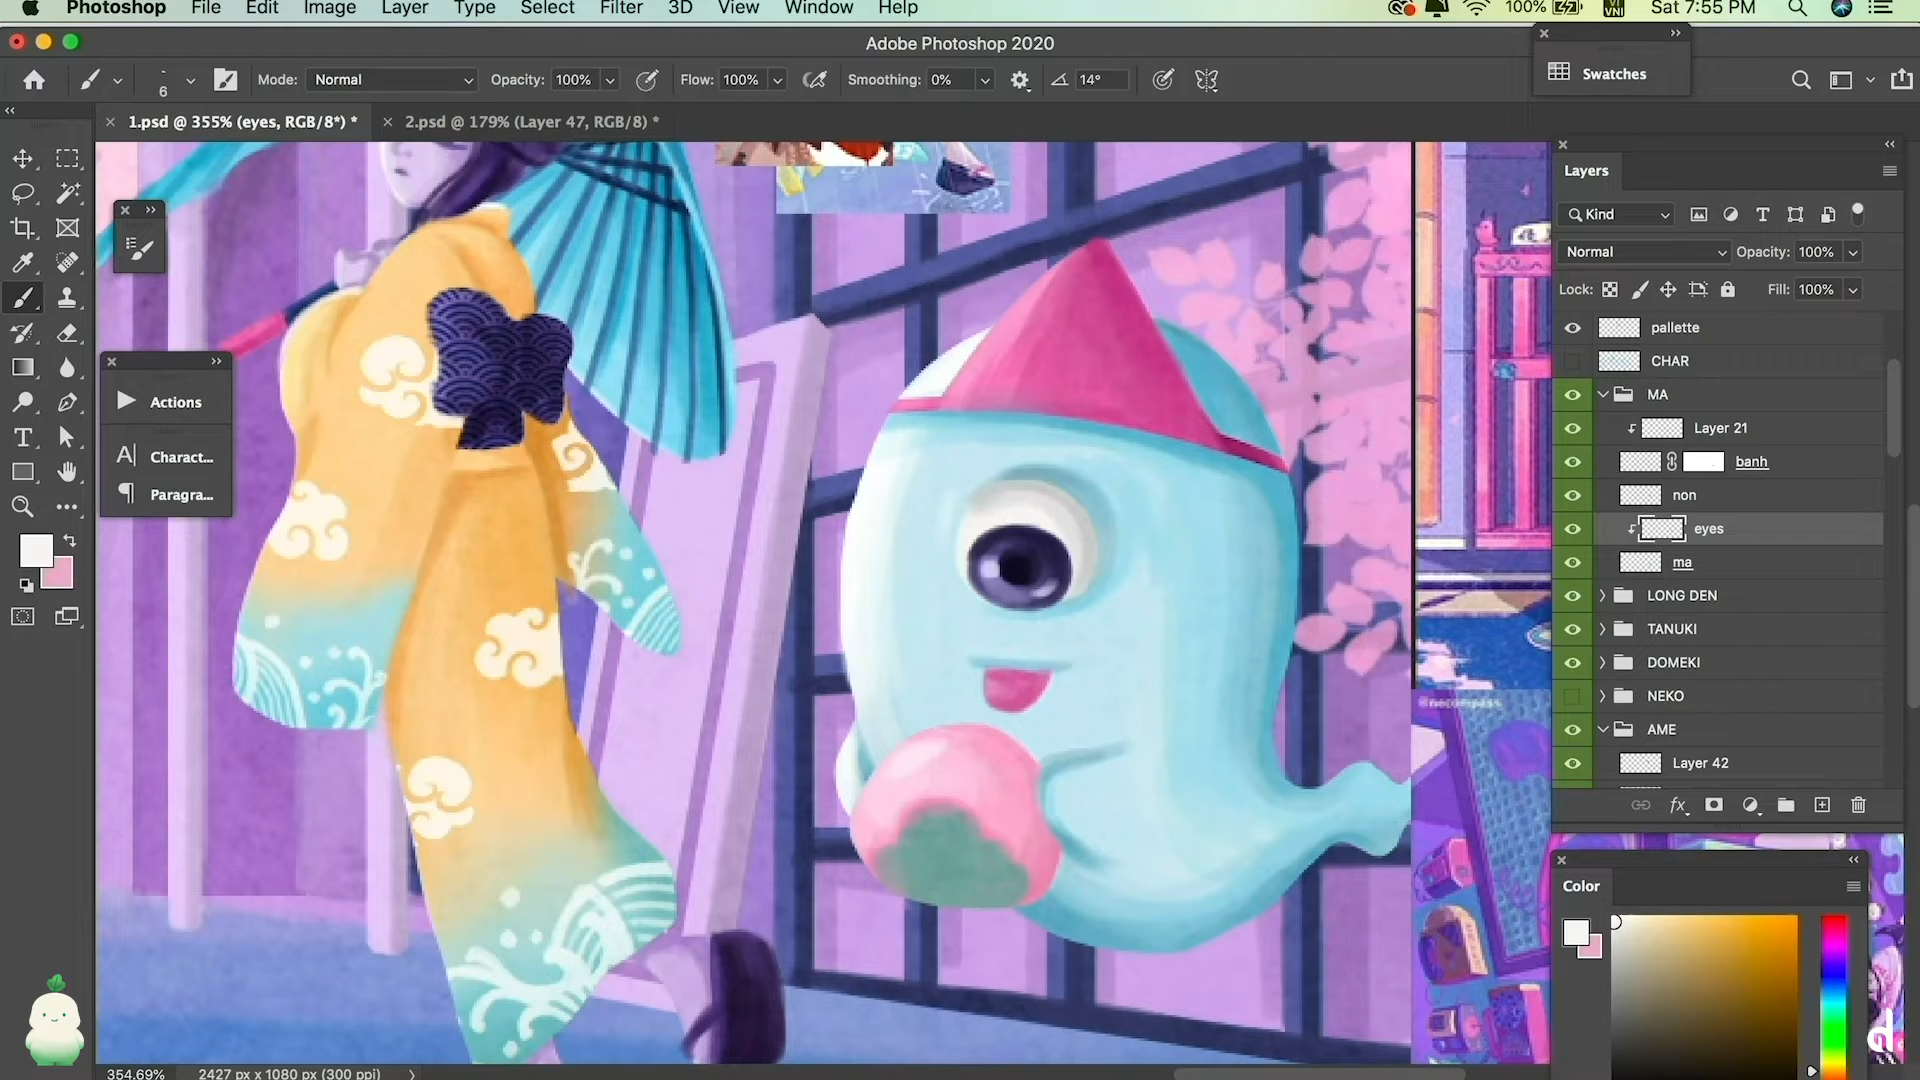 Photoshop File Edit Image Layer Type Select Filter 3D View Window Help 100% VNI Sat 7:55 PM
Adobe Photoshop 2020
Swatches
6 Mode: Normal Opacity: 100% Flow: 100% Smoothing: 0% 14°
1.psd @ 355% (eyes, RGB/8*) * 2.psd @ 179% (Layer 47, RGB/8) *
Layers
Kind
Normal Opacity: 100%
Lock: Fill: 100%
pallette
CHAR
MA
Layer 21
banh
non
eyes
ma
LONG DEN
TANUKI
DOMEKI
NEKO
AME
Layer 42
Actions
Charact...
Paragra...
Color
354.69% 2427 px x 1080 px (300 ppi)
d